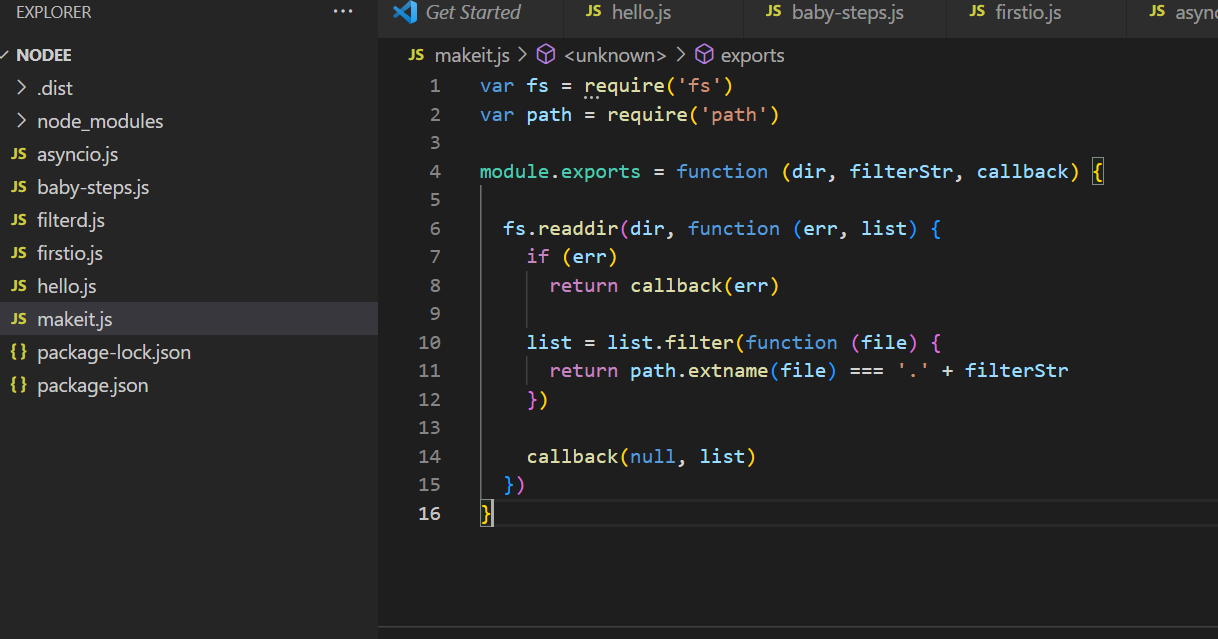 EXPLORER ...
NODEE
.dist
node_modules
JS asyncio.js
JS baby-steps.js
JS filterd.js
JS firstio.js
JS hello.js
JS makeit.js
{} package-lock.json
{} package.json
Get Started JS hello.js JS baby-steps.js JS firstio.js JS async
JS makeit.js > <unknown> > exports
1 var fs = require('fs')
2 var path = require('path')
3
4 module.exports = function (dir, filterStr, callback) {
5
6 fs.readdir(dir, function (err, list) {
7 if (err)
8 return callback(err)
9
10 list = list.filter(function (file) {
11 return path.extname(file) === '.' + filterStr
12 })
13
14 callback(null, list)
15 })
16 }